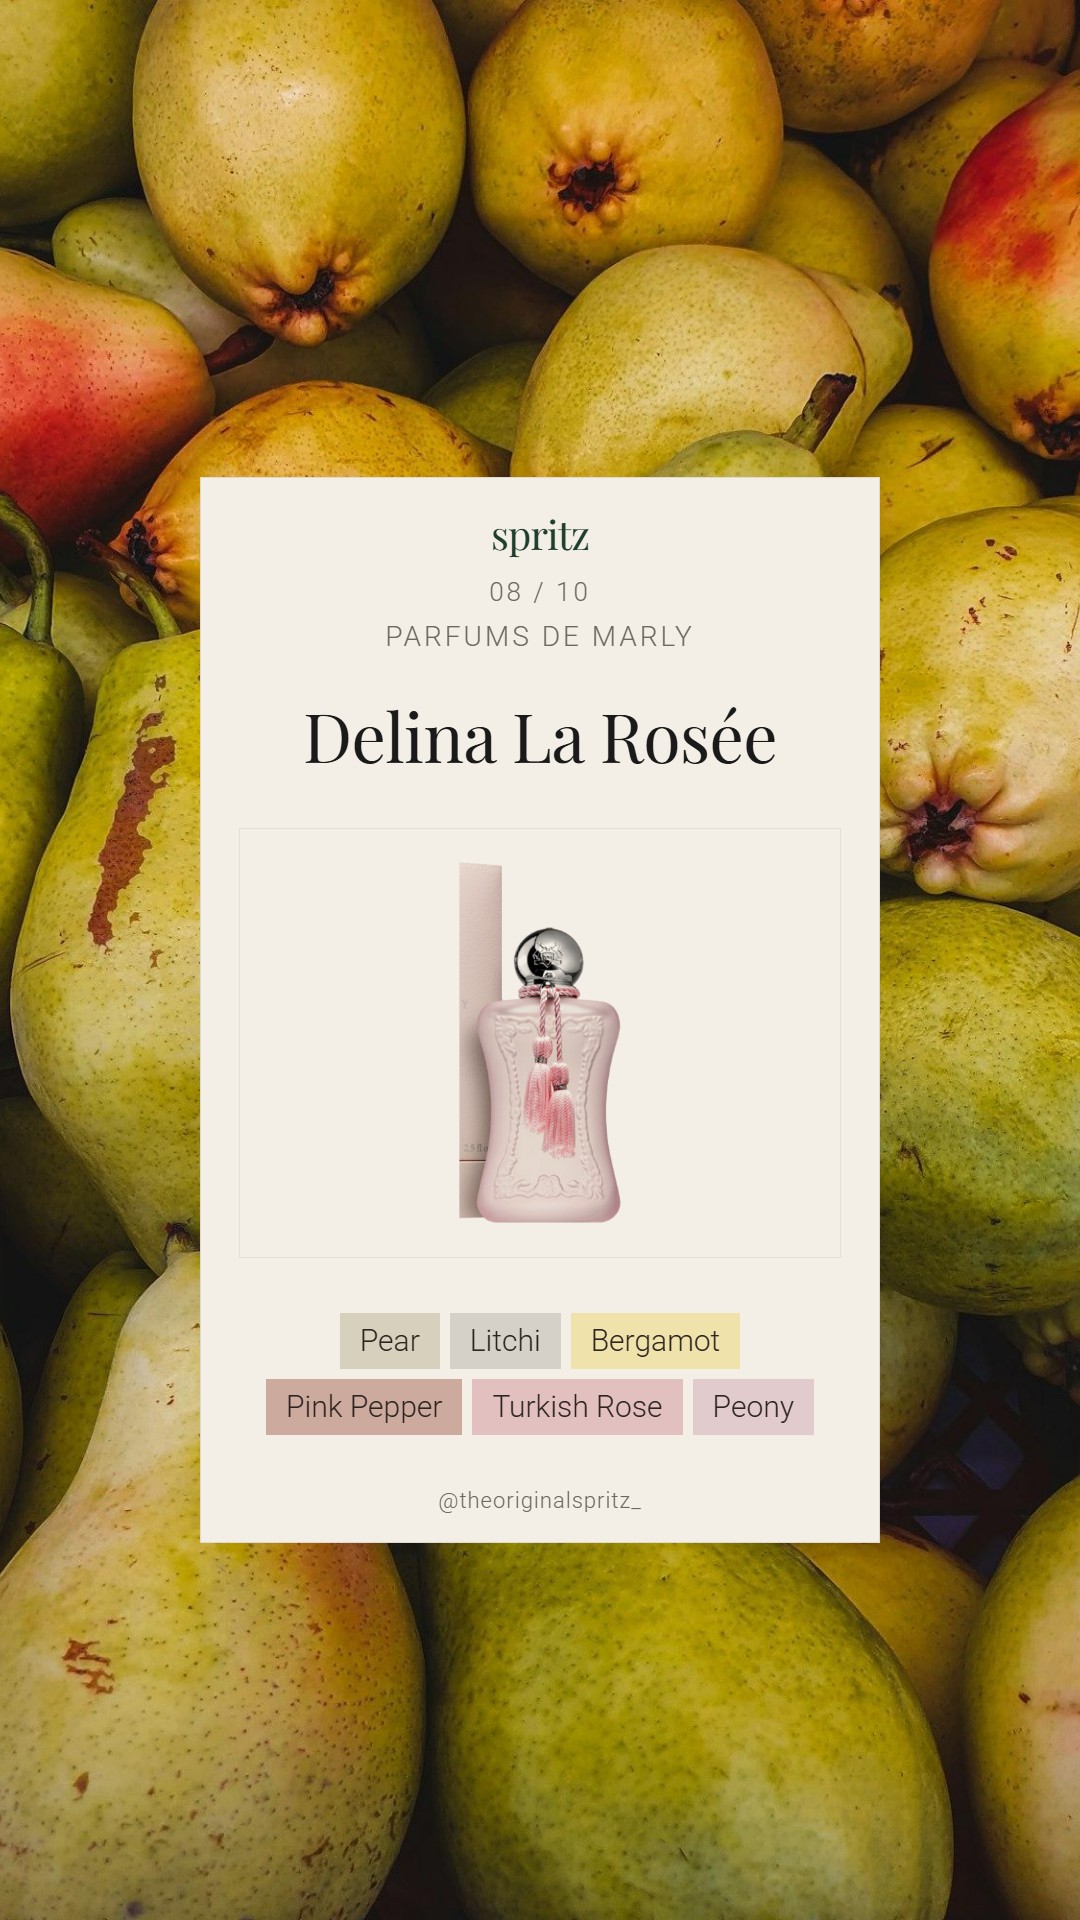 spritz
08 / 10
PARFUMS DE MARLY
Delina La Rosée
Pear Litchi Bergamot
Pink Pepper Turkish Rose Peony
@theoriginalspritz_